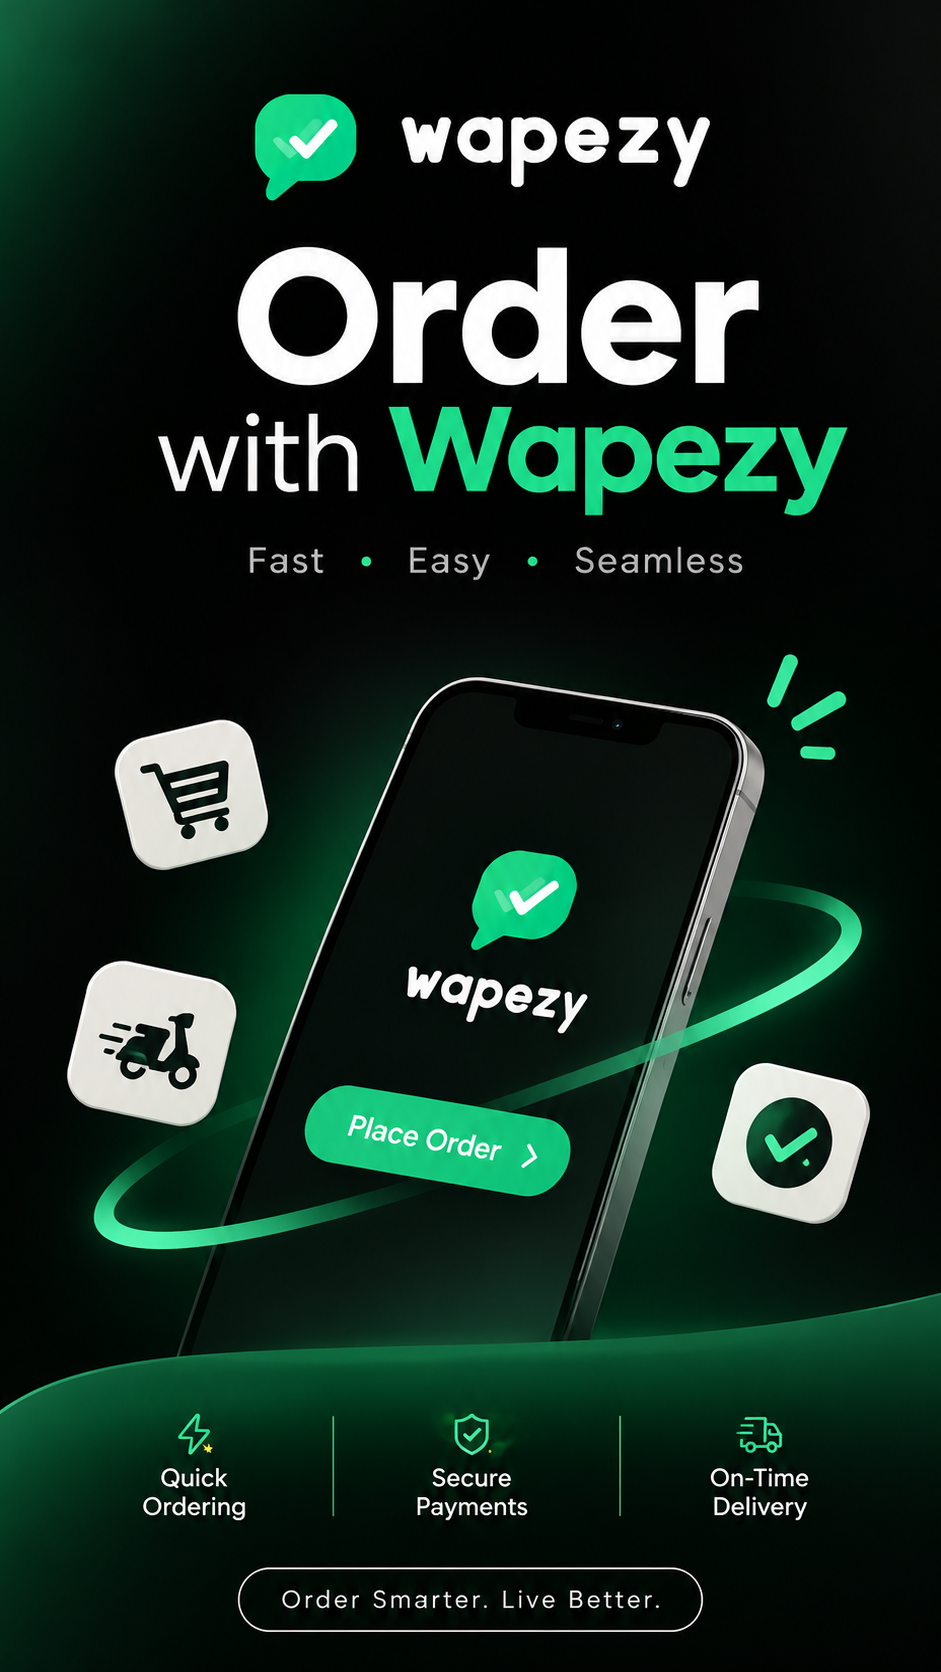 wapezy
Order
with Wapezy
Fast • Easy • Seamless
wapezy
Place Order
Quick
Ordering
Secure
Payments
On-Time
Delivery
Order Smarter. Live Better.